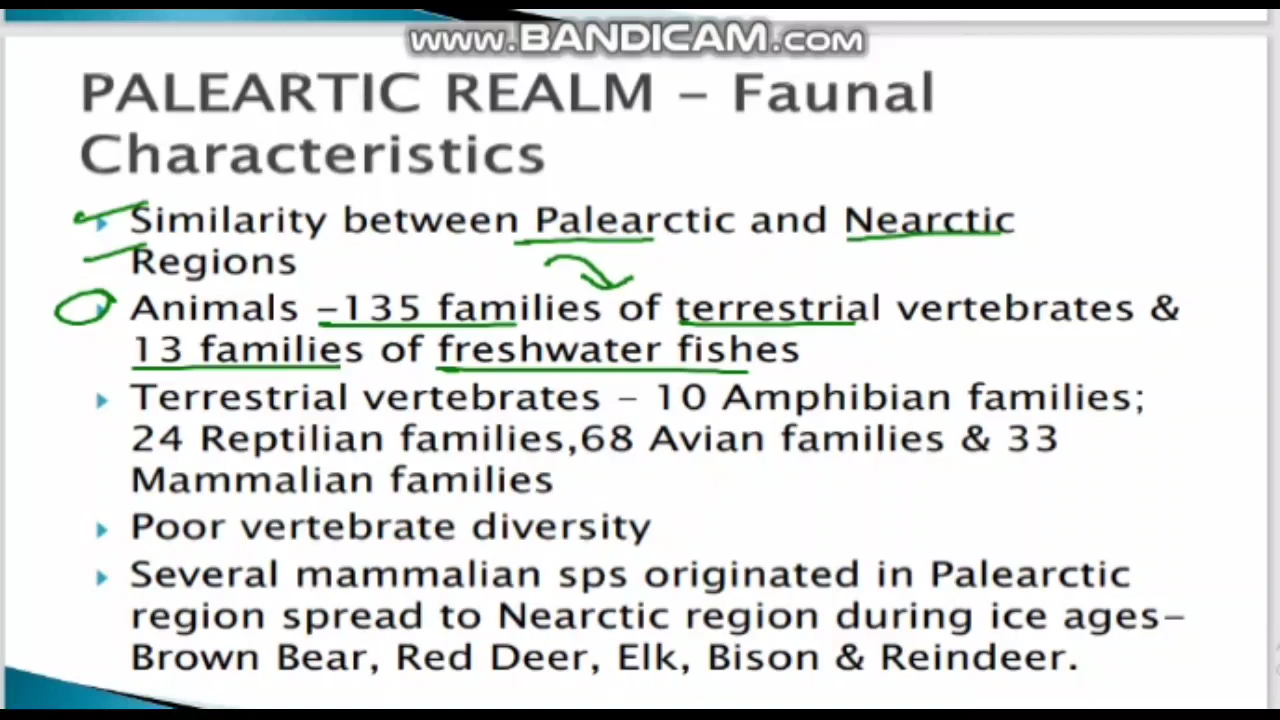 www.BANDICAM.com
PALEARTIC REALM – Faunal
Characteristics
Similarity between Palearctic and Nearctic
Regions
Animals –135 families of terrestrial vertebrates &
13 families of freshwater fishes
Terrestrial vertebrates – 10 Amphibian families;
24 Reptilian families,68 Avian families & 33
Mammalian families
Poor vertebrate diversity
Several mammalian sps originated in Palearctic
region spread to Nearctic region during ice ages–
Brown Bear, Red Deer, Elk, Bison & Reindeer.